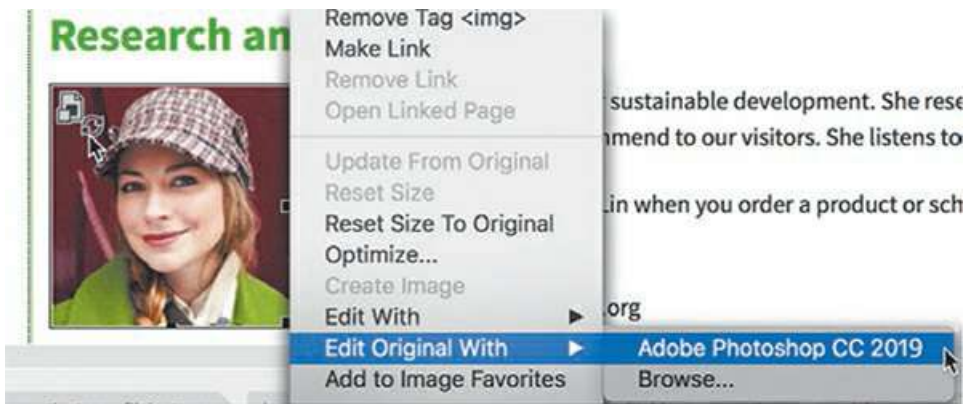 Research an
Remove Tag <img>
Make Link
Remove Link
Open Linked Page
Update From Original
Reset Size
Reset Size To Original
Optimize...
Create Image
Edit With
Edit Original With
Add to Image Favorites
Adobe Photoshop CC 2019
Browse...
sustainable development. She rese
mmend to our visitors. She listens to
Lin when you order a product or sch
.org